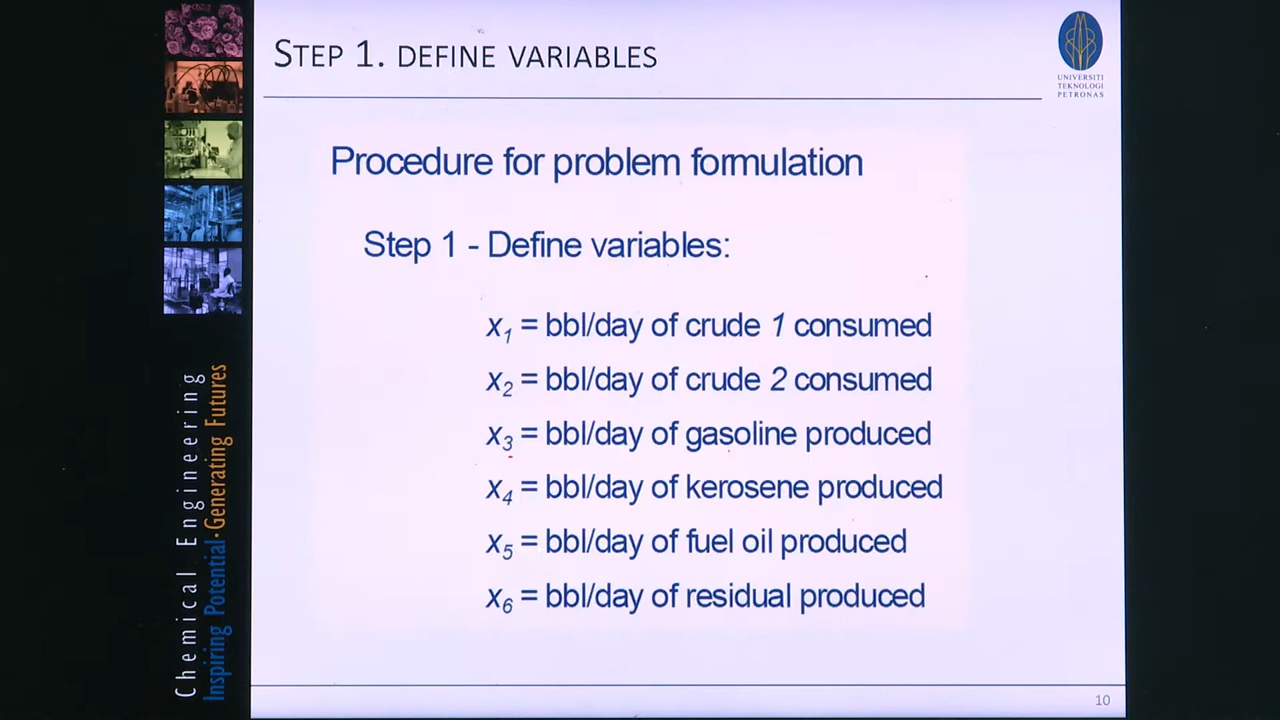 STEP 1. DEFINE VARIABLES
UNIVERSITI
TEKNOLOGI
PETRONAS
Procedure for problem formulation
Step 1 - Define variables:
x1 = bbl/day of crude 1 consumed
x2 = bbl/day of crude 2 consumed
x3 = bbl/day of gasoline produced
x4 = bbl/day of kerosene produced
x5 = bbl/day of fuel oil produced
x6 = bbl/day of residual produced
Chemical Engineering
Inspiring Potential·Generating Futures
10